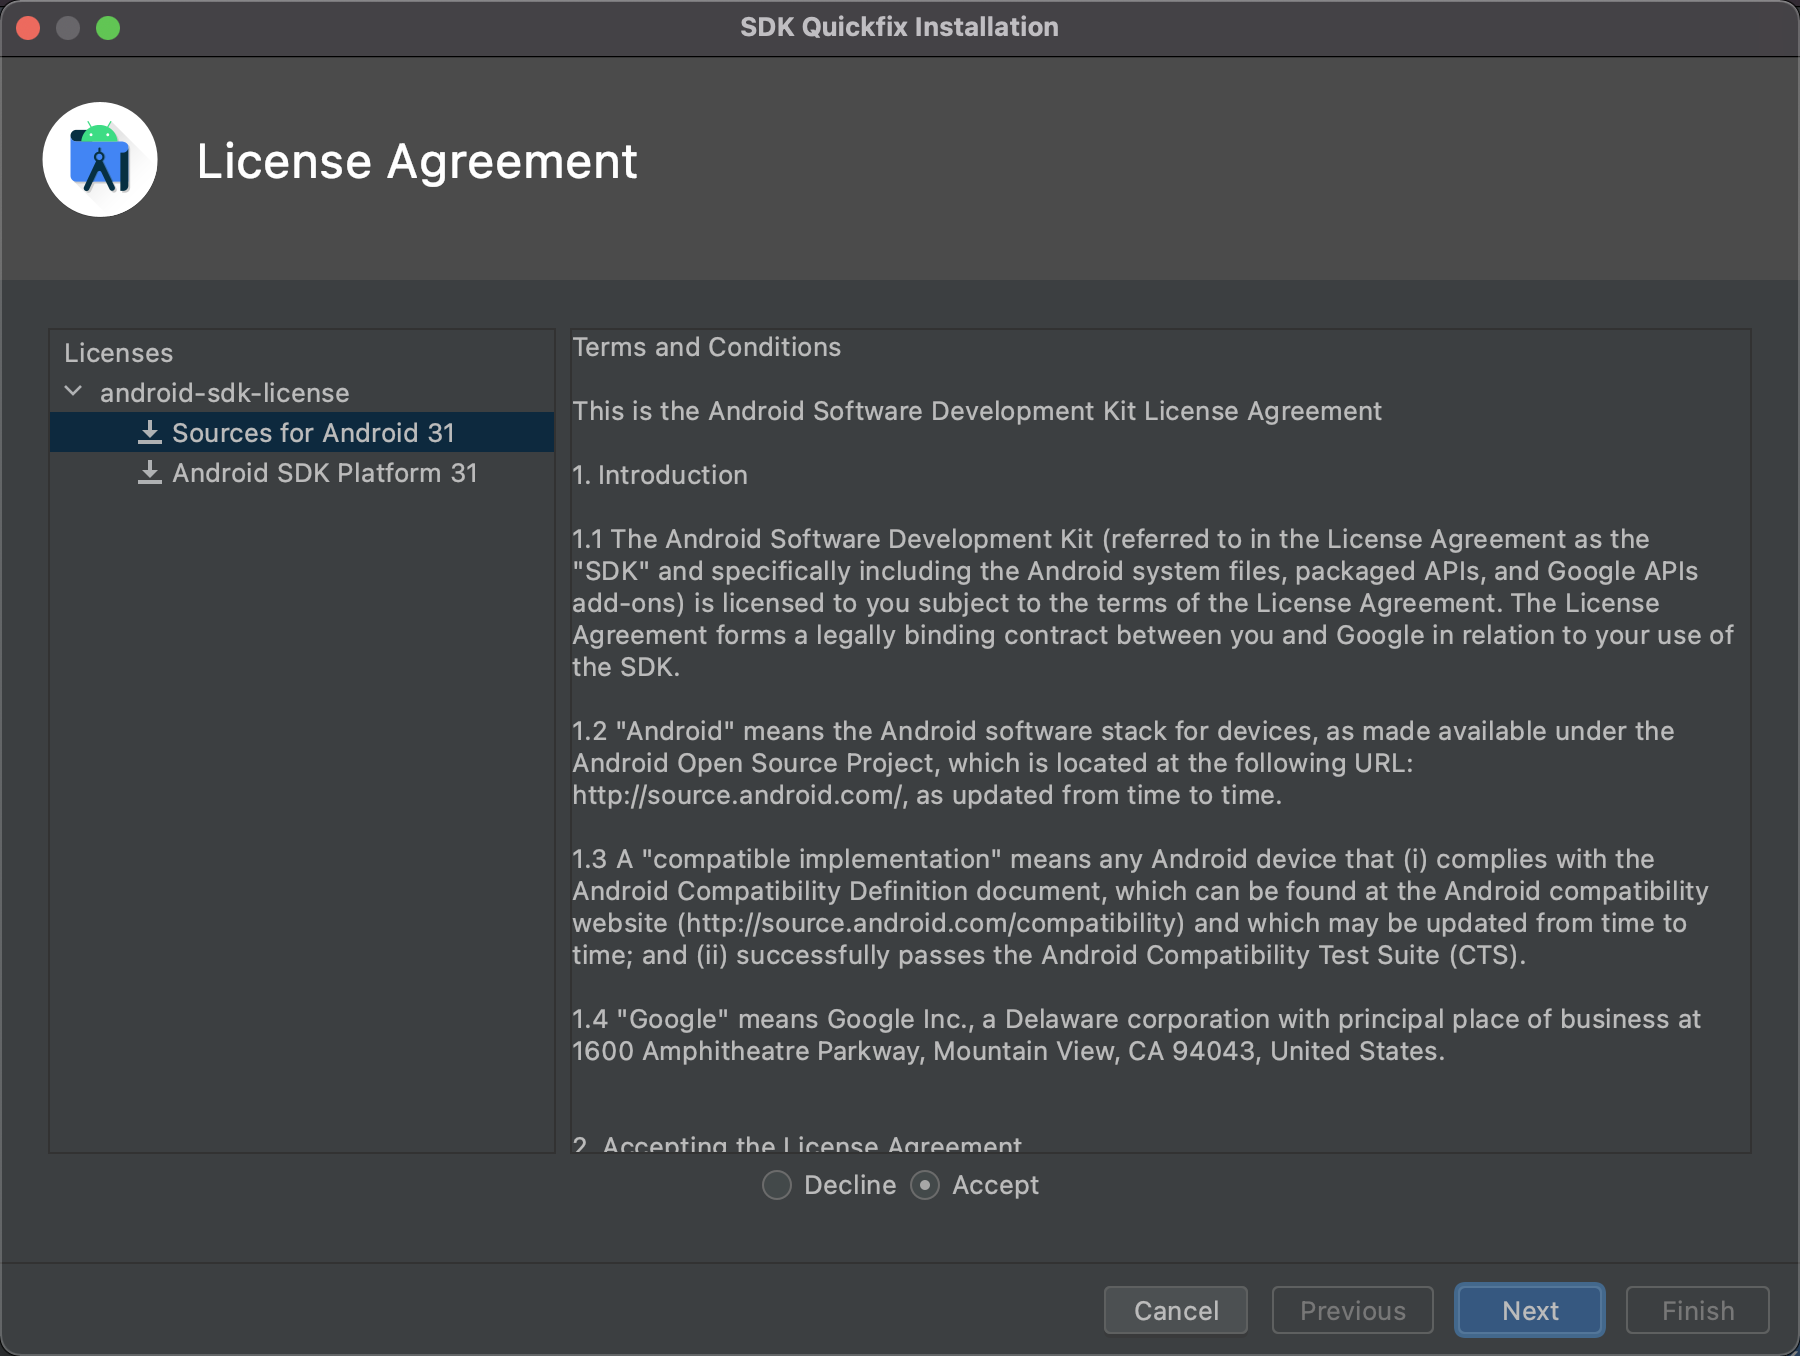 SDK Quickfix Installation
License Agreement
Licenses
android-sdk-license
Sources for Android 31
Android SDK Platform 31
Terms and Conditions
This is the Android Software Development Kit License Agreement
1. Introduction
1.1 The Android Software Development Kit (referred to in the License Agreement as the
"SDK" and specifically including the Android system files, packaged APIs, and Google APIs
add-ons) is licensed to you subject to the terms of the License Agreement. The License
Agreement forms a legally binding contract between you and Google in relation to your use of
the SDK.
1.2 "Android" means the Android software stack for devices, as made available under the
Android Open Source Project, which is located at the following URL:
http://source.android.com/, as updated from time to time.
1.3 A "compatible implementation" means any Android device that (i) complies with the
Android Compatibility Definition document, which can be found at the Android compatibility
website (http://source.android.com/compatibility) and which may be updated from time to
time; and (ii) successfully passes the Android Compatibility Test Suite (CTS).
1.4 "Google" means Google Inc., a Delaware corporation with principal place of business at
1600 Amphitheatre Parkway, Mountain View, CA 94043, United States.
2. Accepting the License Agreement
Decline Accept
Cancel Previous Next Finish